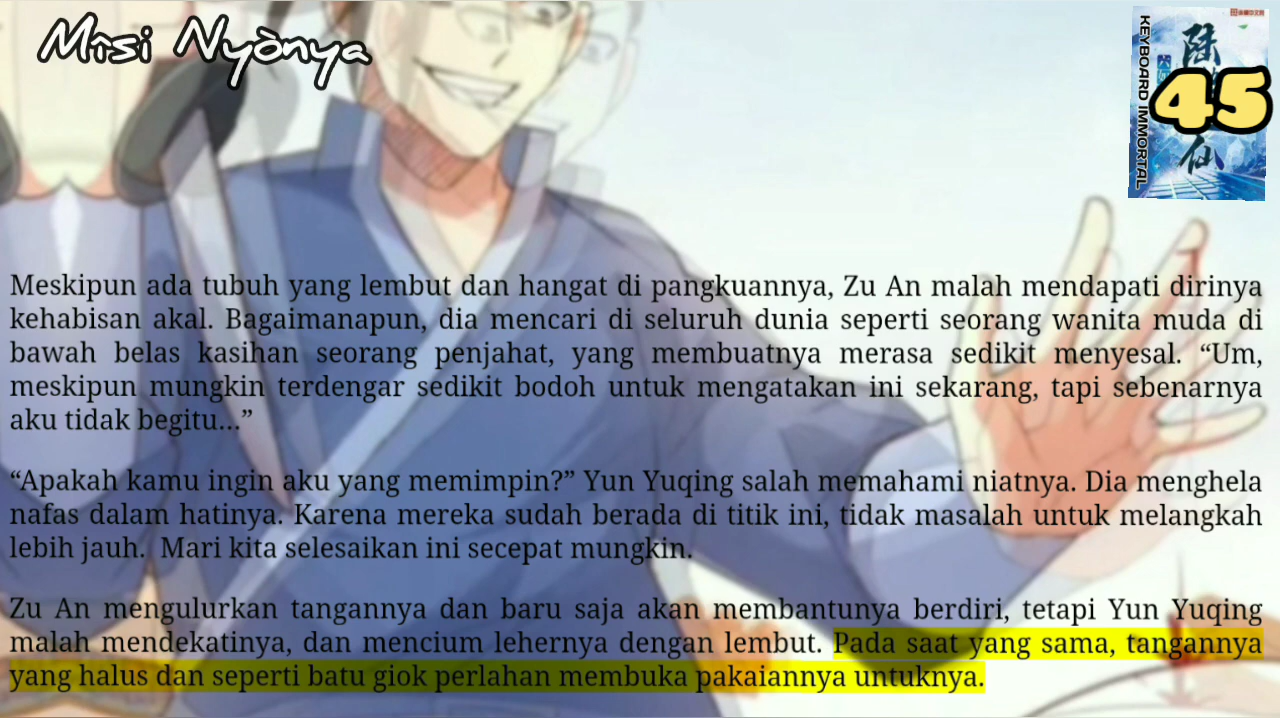 Mîsi Nyònya
KEYBOARD IMMORTAL
45
Meskipun ada tubuh yang lembut dan hangat di pangkuannya, Zu An malah mendapati dirinya
kehabisan akal. Bagaimanapun, dia mencari di seluruh dunia seperti seorang wanita muda di
bawah belas kasihan seorang penjahat, yang membuatnya merasa sedikit menyesal. “Um,
meskipun mungkin terdengar sedikit bodoh untuk mengatakan ini sekarang, tapi sebenarnya
aku tidak begitu…”
“Apakah kamu ingin aku yang memimpin?” Yun Yuqing salah memahami niatnya. Dia menghela
nafas dalam hatinya. Karena mereka sudah berada di titik ini, tidak masalah untuk melangkah
lebih jauh.  Mari kita selesaikan ini secepat mungkin.
Zu An mengulurkan tangannya dan baru saja akan membantunya berdiri, tetapi Yun Yuqing
malah mendekatinya, dan mencium lehernya dengan lembut. Pada saat yang sama, tangannya
yang halus dan seperti batu giok perlahan membuka pakaiannya untuknya.